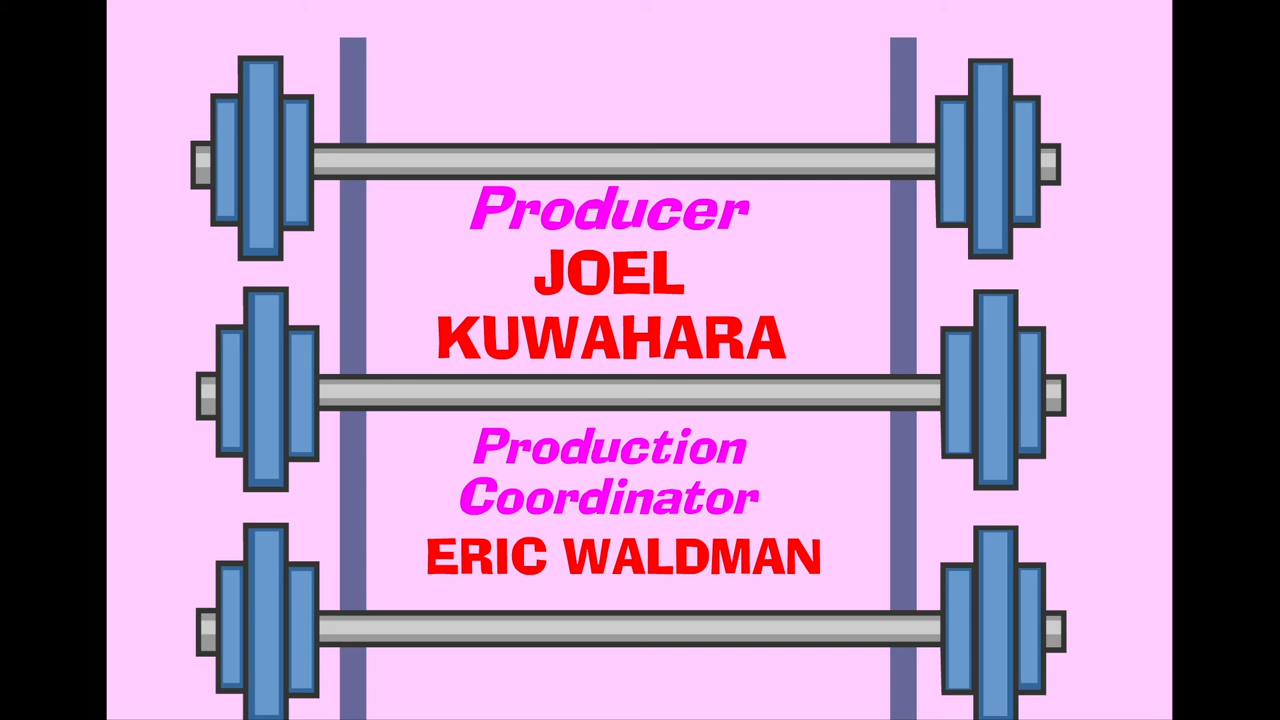 Producer
JOEL
KUWAHARA
Production
Coordinator
ERIC WALDMAN